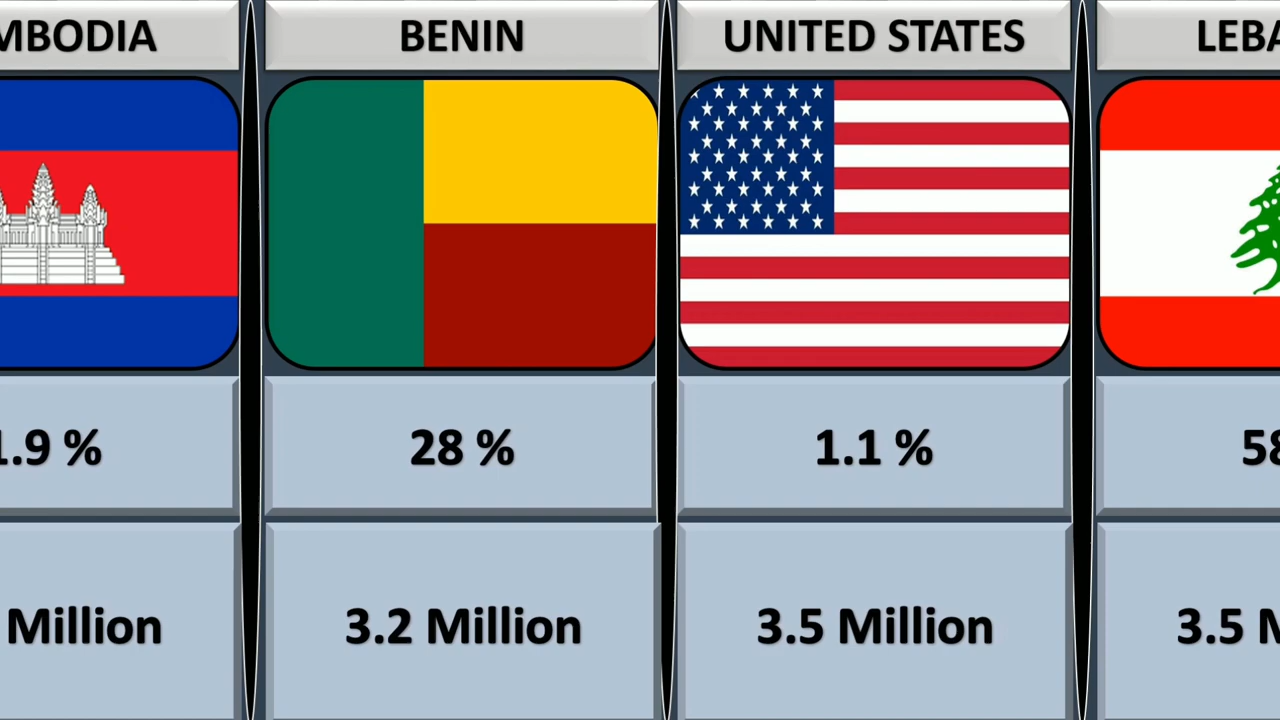 MBODIA
BENIN
UNITED STATES
LEBA
.9 %
28 %
1.1 %
58
Million
3.2 Million
3.5 Million
3.5 M